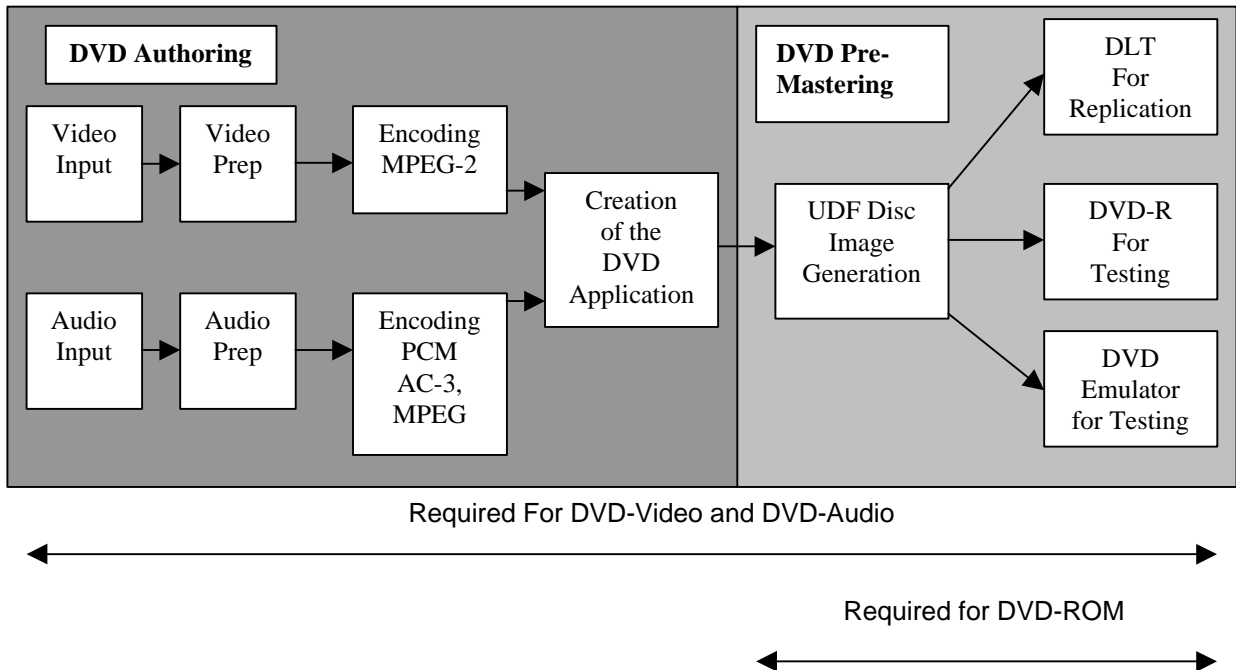 DVD Authoring
Video
Input
Video
Prep
Encoding
MPEG-2
Audio
Input
Audio
Prep
Encoding
PCM
AC-3,
MPEG
Creation
of the
DVD
Application
DVD Pre-
Mastering
UDF Disc
Image
Generation
DLT
For
Replication
DVD-R
For
Testing
DVD
Emulator
for Testing
Required For DVD-Video and DVD-Audio
Required for DVD-ROM